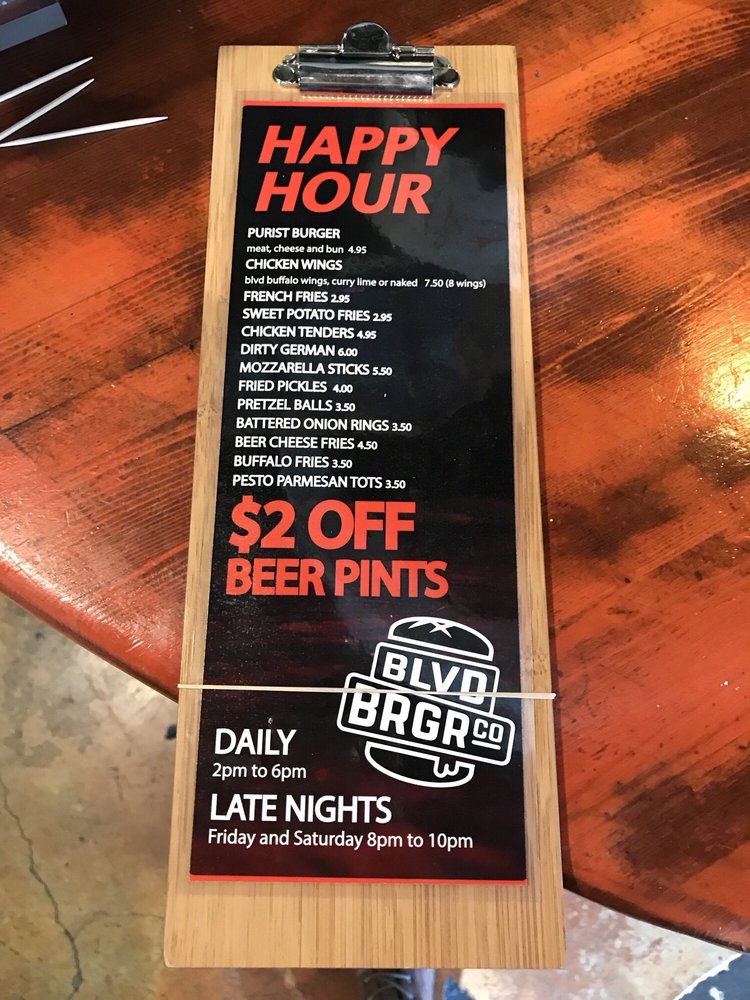 HAPPY
HOUR
PURIST BURGER
meat, cheese and bun 4.95
CHICKEN WINGS
blvd buffalo wings, curry lime or naked 7.50 (8 wings)
FRENCH FRIES 2.95
SWEET POTATO FRIES 2.95
CHICKEN TENDERS 4.95
DIRTY GERMAN 6.00
MOZZARELLA STICKS 5.50
FRIED PICKLES 4.00
PRETZEL BALLS 3.50
BATTERED ONION RINGS 3.50
BEER CHEESE FRIES 4.50
BUFFALO FRIES 3.50
PESTO PARMESAN TOTS 3.50
$2 OFF
BEER PINTS
BLVD
BRGR CO
DAILY
2pm to 6pm
LATE NIGHTS
Friday and Saturday 8pm to 10pm